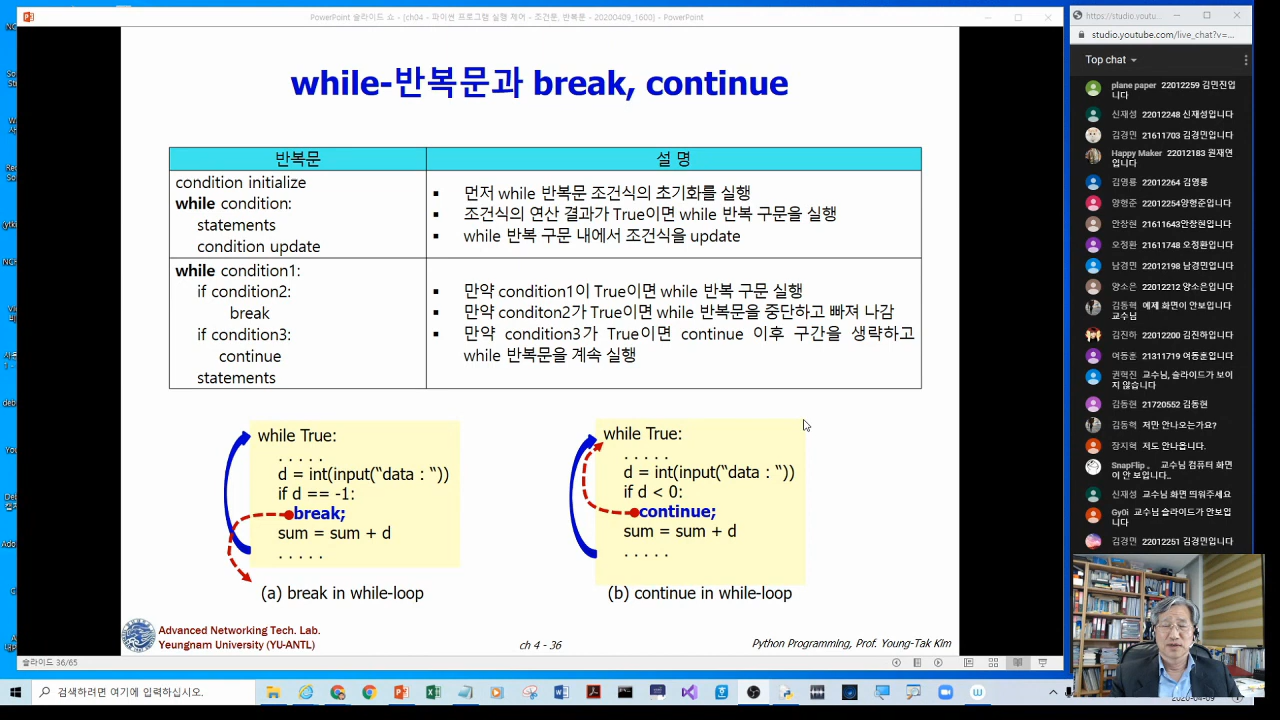 PowerPoint 슬라이드 쇼 - (ch04 - 파이썬 프로그램 실행 제어 - 조건문, 반복문 - 20200409_1600) - PowerPoint
while-반복문과 break, continue
반복문
설 명
condition initialize
while condition:
statements
condition update
먼저 while 반복문 조건식의 초기화를 실행
조건식의 연산 결과가 True이면 while 반복 구문을 실행
while 반복 구문 내에서 조건식을 update
while condition1:
if condition2:
break
if condition3:
continue
statements
만약 condition1이 True이면 while 반복 구문 실행
만약 conditon2가 True이면 while 반복문을 중단하고 빠져 나감
만약 condition3가 True이면 continue 이후 구간을 생략하고
while 반복문을 계속 실행
while True:
. . . . .
d = int(input("data : "))
if d == -1:
break;
sum = sum + d
. . . . .
(a) break in while-loop
while True:
. . . . .
d = int(input("data : "))
if d < 0:
continue;
sum = sum + d
. . . . .
(b) continue in while-loop
Advanced Networking Tech. Lab.
Yeungnam University (YU-ANTL)
ch 4 - 36
Python Programming, Prof. Young-Tak Kim
슬라이드 36/65
검색하려면 여기에 입력하십시오.
https://studio.youtu...
studio.youtube.com/live_chat?v=...
Top chat
plane paper 22012259 김민진입
니다
신재성 22012248 신재성입니다
김경민 21611703 김경민입니다
Happy Maker 22012183 원재연
입니다
김영룡 22012264 김영룡
양형준 22012254양형준입니다
안창현 21611643안창현입니다
오정환 21611748 오정환입니다
남경민 22012198 남경민입니다
양소은 22012212 양소은입니다
김동혁 예제 화면이 안보입니다
교수님
김진하 22012200 김진하입니다
여동훈 21311719 여동훈입니다
권혁진 교수님, 슬라이드가 보이
지 않습니다
김동현 21720552 김동현
김동혁 저만 안나오는가요?
장지혁 저도 안나옵니다.
SnapFlip 。 교수님 컴퓨터 화면
이 안 보입니다..
신재성 교수님 화면 띄워주세요
Gy0i 교수님 슬라이드가 안보입
니다
김경민 22012251 김경민입니다
2020-04-09